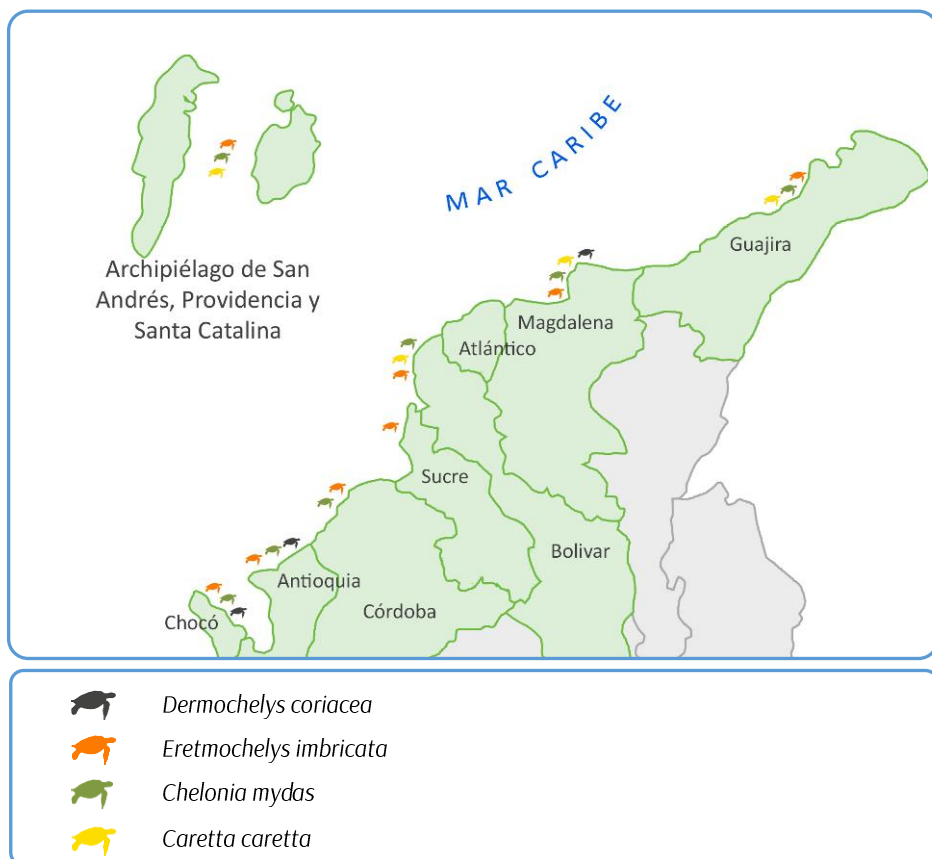 MAR CARIBE
Archipiélago de San
Andrés, Providencia y
Santa Catalina
Guajira
Magdalena
Atlántico
Sucre
Bolivar
Antioquia
Córdoba
Chocó
Dermochelys coriacea
Eretmochelys imbricata
Chelonia mydas
Caretta caretta